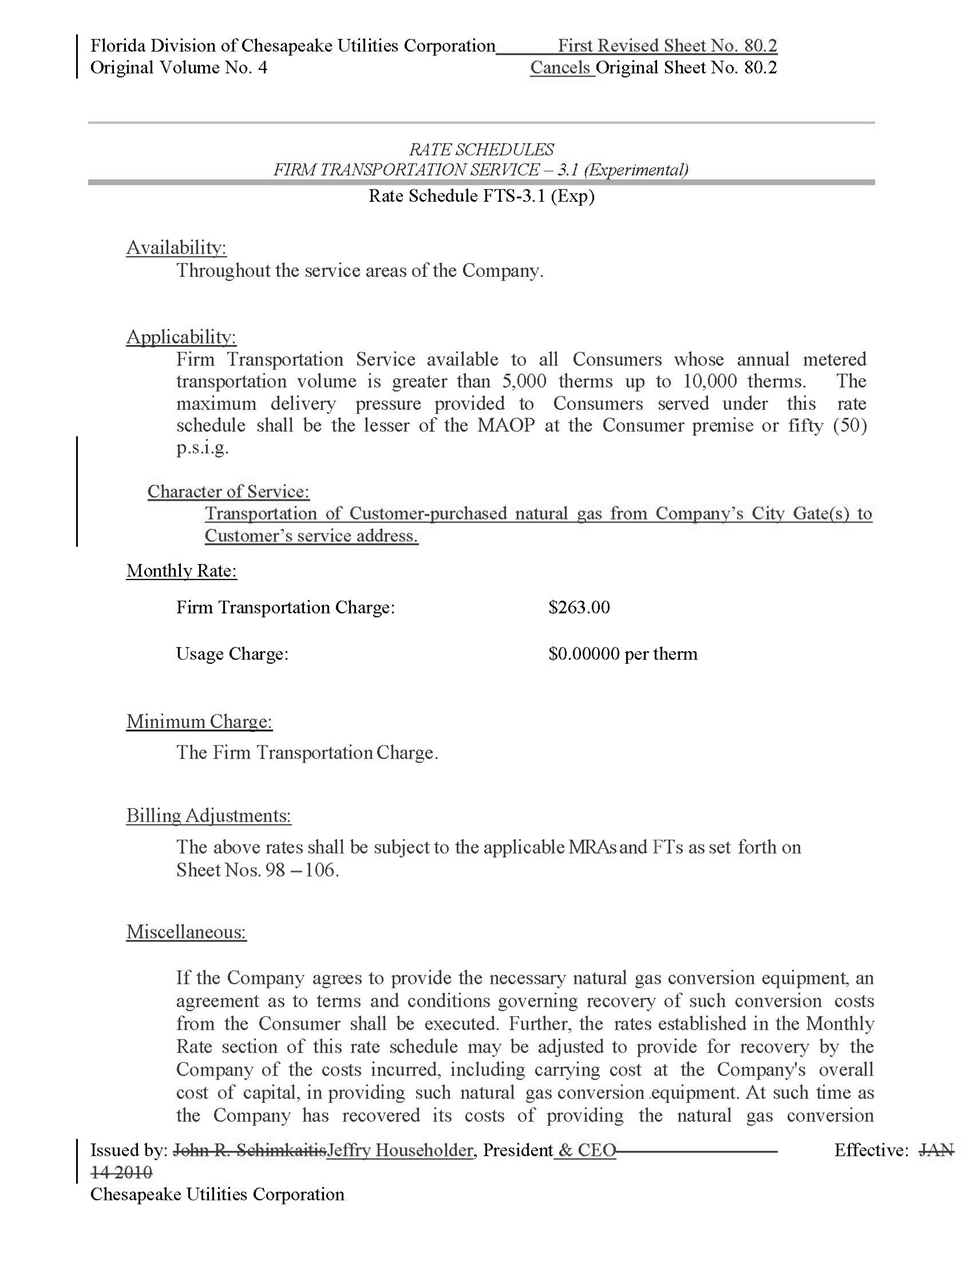 Florida Division of Chesapeake Utilities Corporation First Revised Sheet No. 80.2
Original Volume No. 4 Cancels Original Sheet No. 80.2
RATE SCHEDULES
FIRM TRANSPORTATION SERVICE – 3.1 (Experimental)
Rate Schedule FTS-3.1 (Exp)
Availability:
Throughout the service areas of the Company.
Applicability:
Firm Transportation Service available to all Consumers whose annual metered
transportation volume is greater than 5,000 therms up to 10,000 therms. The
maximum delivery pressure provided to Consumers served under this rate
schedule shall be the lesser of the MAOP at the Consumer premise or fifty (50)
p.s.i.g.
Character of Service:
Transportation of Customer-purchased natural gas from Company’s City Gate(s) to
Customer’s service address.
Monthly Rate:
Firm Transportation Charge: $263.00
Usage Charge: $0.00000 per therm
Minimum Charge:
The Firm Transportation Charge.
Billing Adjustments:
The above rates shall be subject to the applicable MRAs and FTs as set forth on
Sheet Nos. 98 – 106.
Miscellaneous:
If the Company agrees to provide the necessary natural gas conversion equipment, an
agreement as to terms and conditions governing recovery of such conversion costs
from the Consumer shall be executed. Further, the rates established in the Monthly
Rate section of this rate schedule may be adjusted to provide for recovery by the
Company of the costs incurred, including carrying cost at the Company's overall
cost of capital, in providing such natural gas conversion .equipment. At such time as
the Company has recovered its costs of providing the natural gas conversion
Issued by: John R. SchimkaitisJeffry Householder, President & CEO Effective: JAN
14 2010
Chesapeake Utilities Corporation